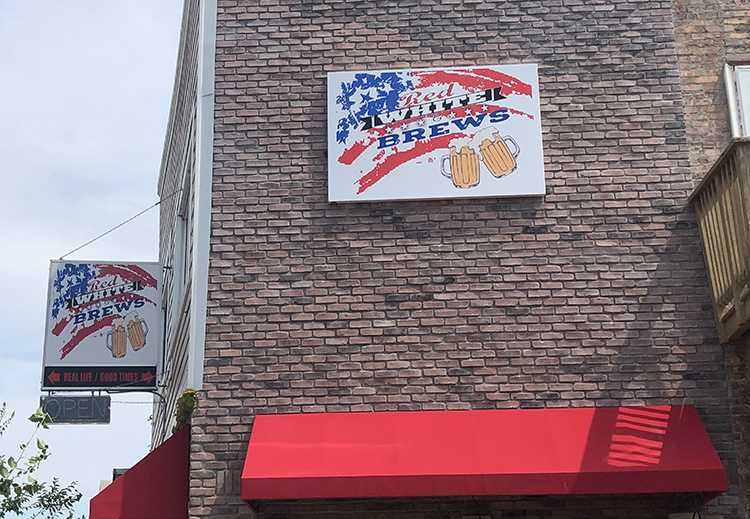 Red
WHITE
BREWS
Red
WHITE
BREWS
REAL LIFE / GOOD TIMES
OPEN